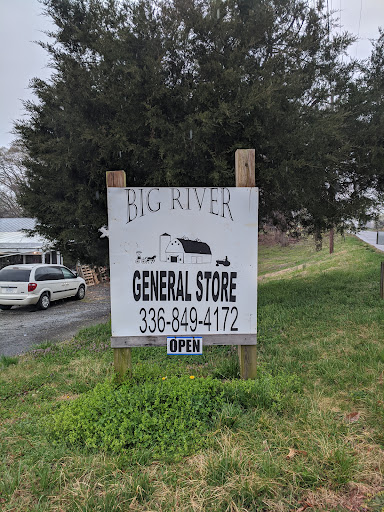 BIG RIVER
GENERAL STORE
336-849-4172
OPEN